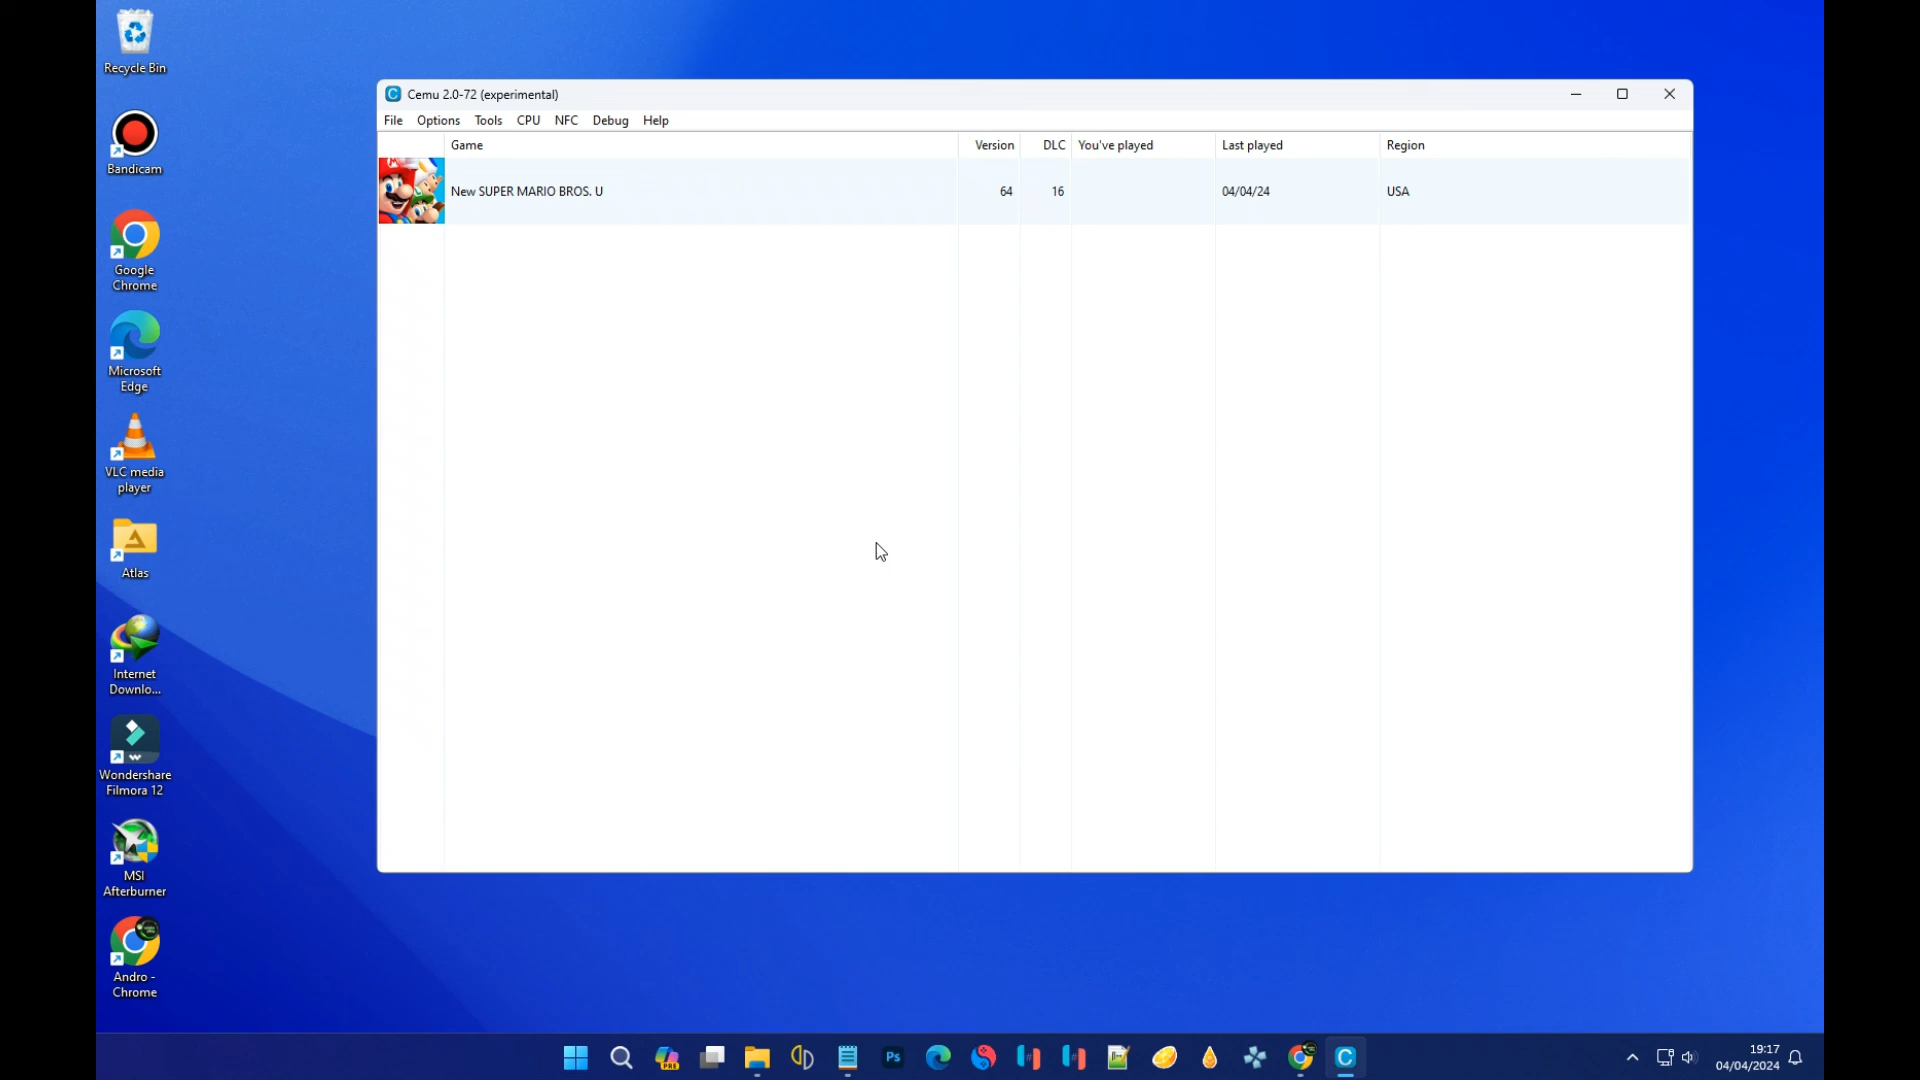 Recycle Bin
Bandicam
Google
Chrome
Microsoft
Edge
VLC media
player
Atlas
Internet
Downlo...
Wondershare
Filmora 12
MSI
Afterburner
Andro -
Chrome
Cemu 2.0-72 (experimental)
File Options Tools CPU NFC Debug Help
Game Version DLC You've played Last played Region
New SUPER MARIO BROS. U 64 16 04/04/24 USA
PRE
Ps
C
19:17
04/04/2024